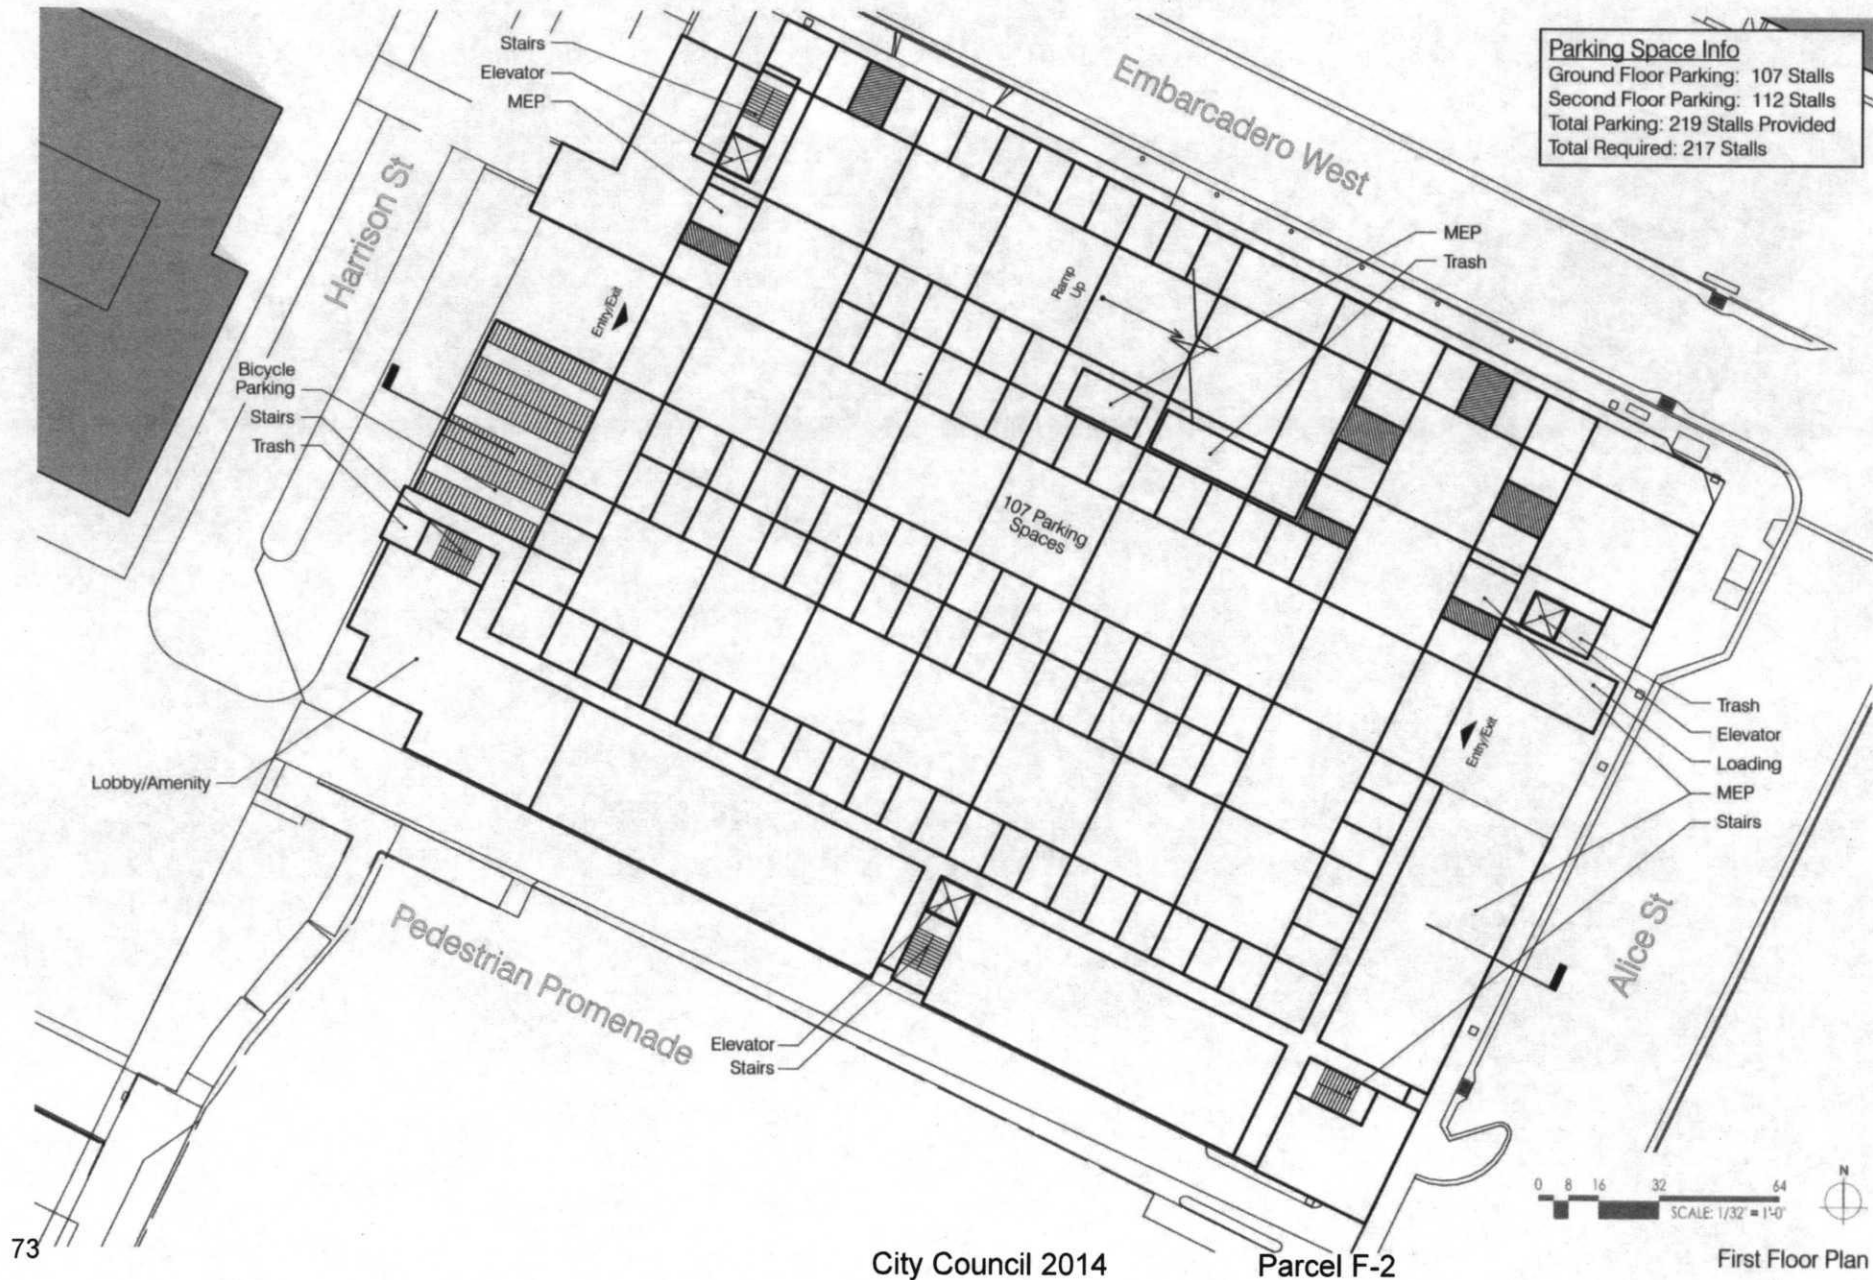 Stairs
Elevator
MEP
Embarcadero West
Parking Space Info
Ground Floor Parking: 107 Stalls
Second Floor Parking: 112 Stalls
Total Parking: 219 Stalls Provided
Total Required: 217 Stalls
Harrison St
MEP
Trash
Ramp
Up
Entry/Exit
Bicycle
Parking
Stairs
Trash
107 Parking
Spaces
Trash
Elevator
Loading
MEP
Stairs
Entry/Exit
Lobby/Amenity
Alice St
Pedestrian Promenade
Elevator
Stairs
0 8 16 32 64
SCALE: 1/32" = 1'-0"
N
73
City Council 2014
Parcel F-2
First Floor Plan